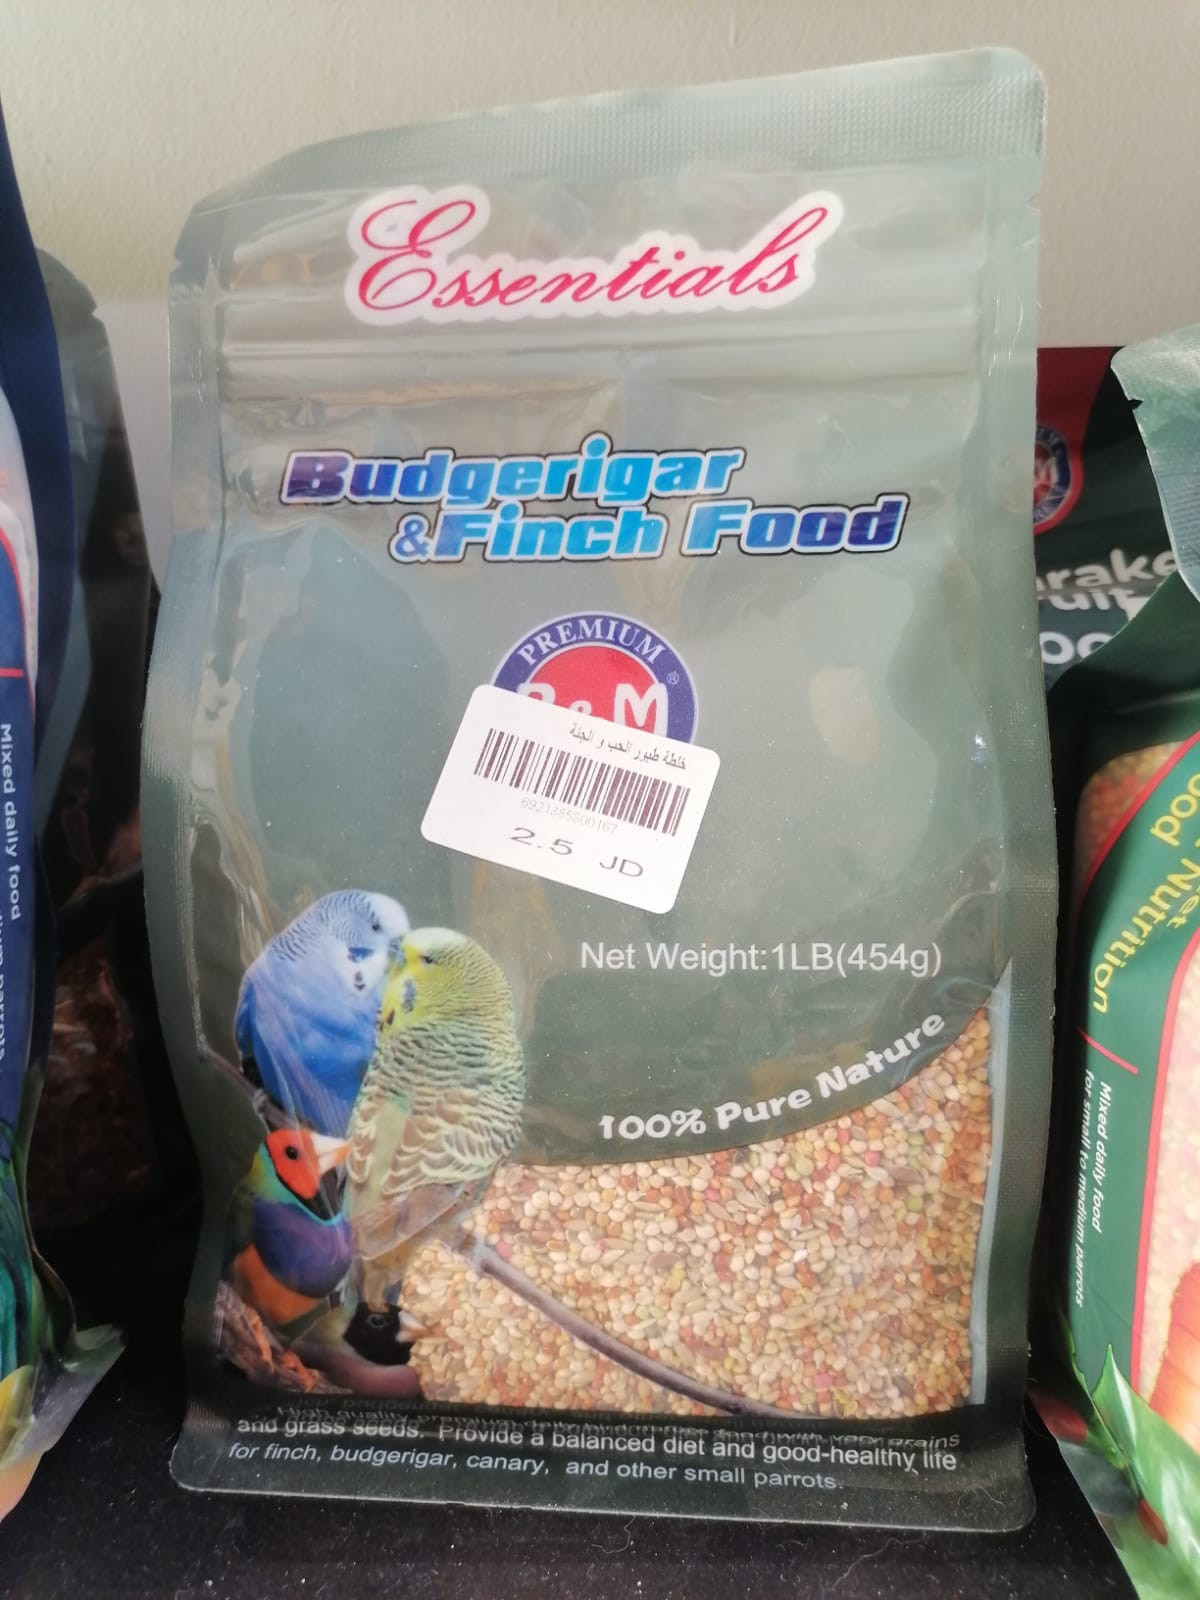 Essentials
Budgerigar
&Finch Food
PREMIUM
& M
®
خلطة طيور الحب و الجنة
6921385800167
2.5 JD
Net Weight:1LB(454g)
100% Pure Nature
and grass seeds. Provide a balanced diet and good-healthy life
for finch, budgerigar, canary, and other small parrots.
Mixed daily food
Nutrition
Mixed daily food
for small to medium parrots